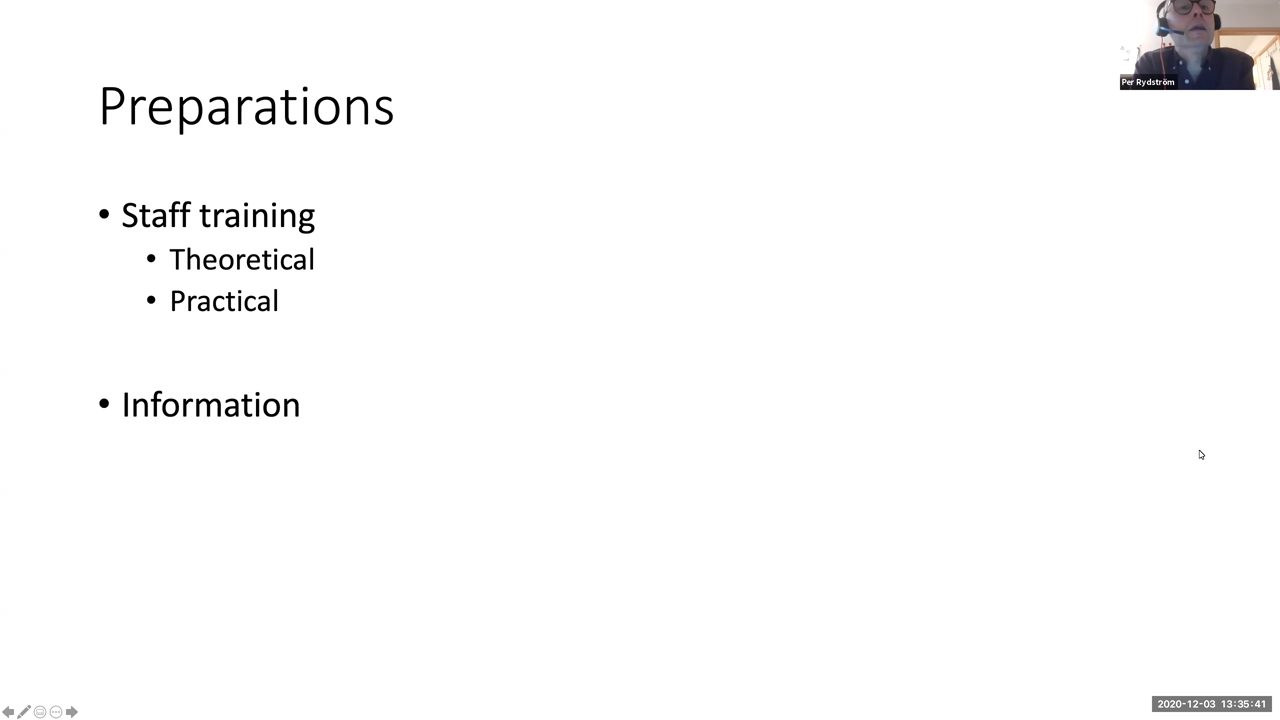 Per Rydström
Preparations
• Staff training
• Theoretical
• Practical
• Information
2020-12-03 13:35:41